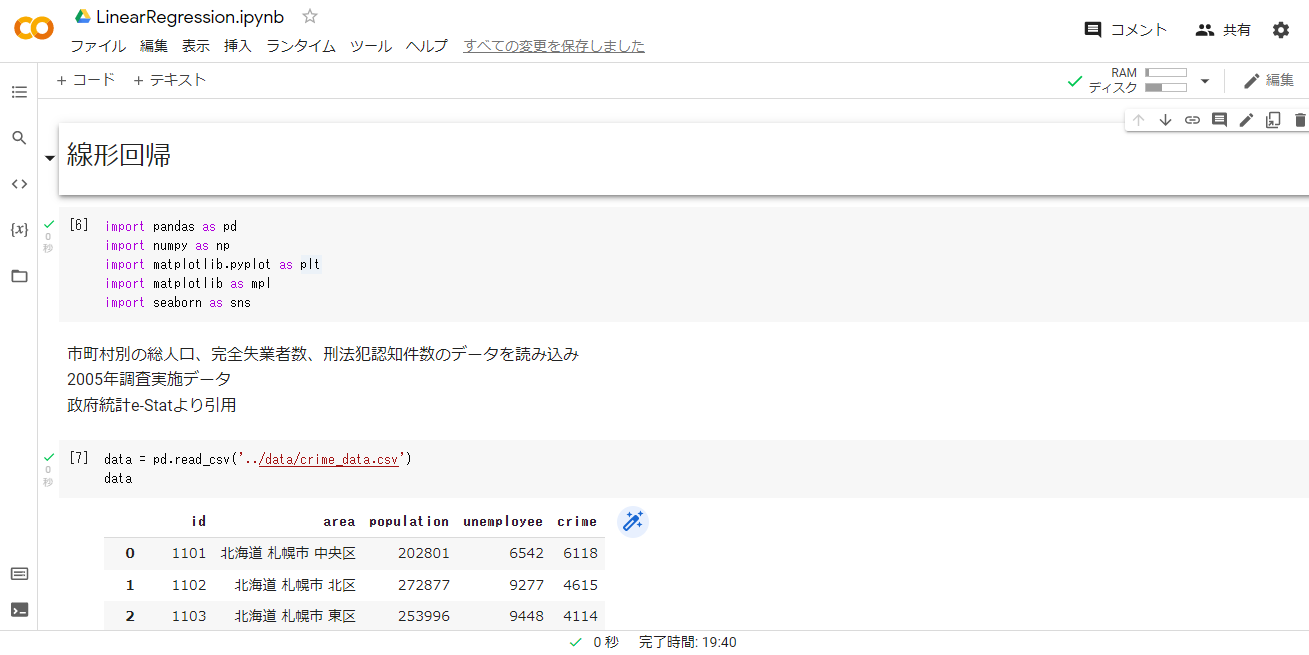 LinearRegression.ipynb
ファイル 編集 表示 挿入 ランタイム ツール ヘルプ すべての変更を保存しました
コメント 共有
+ コード + テキスト
RAM
ディスク
編集
線形回帰
[6] import pandas as pd
0
秒
import numpy as np
import matplotlib.pyplot as plt
import matplotlib as mpl
import seaborn as sns
市町村別の総人口、完全失業者数、刑法犯認知件数のデータを読み込み
2005年調査実施データ
政府統計e-Statより引用
[7] data = pd.read_csv('../data/crime_data.csv')
0
秒
data
id area population unemployee crime
0 1101 北海道 札幌市 中央区 202801 6542 6118
1 1102 北海道 札幌市 北区 272877 9277 4615
2 1103 北海道 札幌市 東区 253996 9448 4114
0 秒 完了時間: 19:40